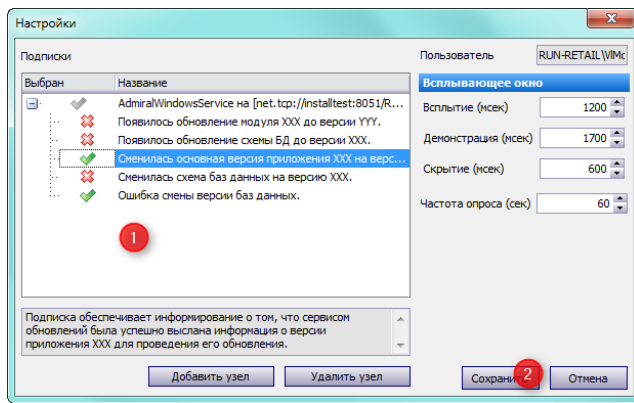 Настройки
Подписки
Пользователь RUN-RETAIL\VlMc
Выбран Название
AdmiralWindowsService на [net.tcp://installtest:8051/R...
Появилось обновление модуля XXX до версии YYY.
Появилось обновление схемы БД до версии XXX.
Сменилась основная версия приложения XXX на верс...
Сменилась схема баз данных на версию XXX.
Ошибка смены версии баз данных.
1
Всплывающее окно
Всплытие (мсек) 1200
Демонстрация (мсек) 1700
Скрытие (мсек) 600
Частота опроса (сек) 60
Подписка обеспечивает информирование о том, что сервисом
обновлений была успешно выслана информация о версии
приложения XXX для проведения его обновления.
Добавить узел Удалить узел
2
Отмена